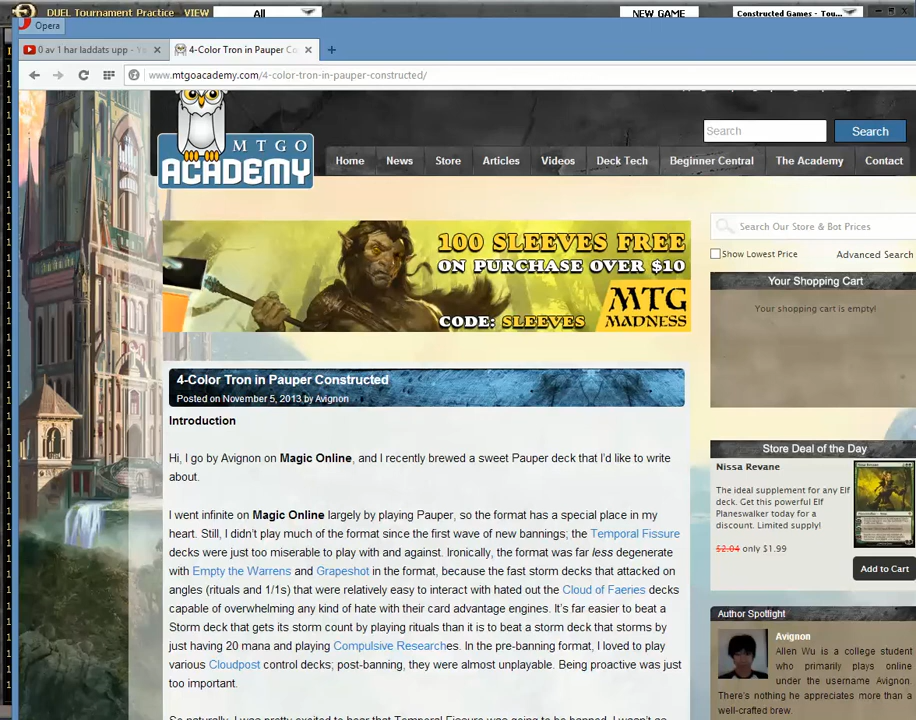 DUEL Tournament Practice VIEW All NEW GAME Constructed Games - Tou...
Opera
0 av 1 har laddats upp - 4-Color Tron in Pauper Co
www.mtgoacademy.com/4-color-tron-in-pauper-constructed/
MTGO
ACADEMY
Search Search
Home News Store Articles Videos Deck Tech Beginner Central The Academy Contact
100 SLEEVES FREE
ON PURCHASE OVER $10
MTG
MADNESS
CODE: SLEEVES
Search Our Store & Bot Prices
Show Lowest Price Advanced Search
Your Shopping Cart
Your shopping cart is empty!
4-Color Tron in Pauper Constructed
Posted on November 5, 2013 by Avignon
Introduction
Hi, I go by Avignon on Magic Online, and I recently brewed a sweet Pauper deck that I'd like to write
about.
I went infinite on Magic Online largely by playing Pauper, so the format has a special place in my
heart. Still, I didn't play much of the format since the first wave of new bannings; the Temporal Fissure
decks were just too miserable to play with and against. Ironically, the format was far less degenerate
with Empty the Warrens and Grapeshot in the format, because the fast storm decks that attacked on
angles (rituals and 1/1s) that were relatively easy to interact with hated out the Cloud of Faeries decks
capable of overwhelming any kind of hate with their card advantage engines. It's far easier to beat a
Storm deck that gets its storm count by playing rituals than it is to beat a storm deck that storms by
just having 20 mana and playing Compulsive Researches. In the pre-banning format, I loved to play
various Cloudpost control decks; post-banning, they were almost unplayable. Being proactive was just
too important.
So naturally, I was pretty excited to hear that Temporal Fissure was going to be banned. I wasn't as
Store Deal of the Day
Nissa Revane
The ideal supplement for any Elf
deck. Get this powerful Elf
Planeswalker today for a
discount. Limited supply!
$2.04 only $1.99
Add to Cart
Author Spotlight
Avignon
Allen Wu is a college student
who primarily plays online
under the username Avignon.
There's nothing he appreciates more than a
well-crafted brew.